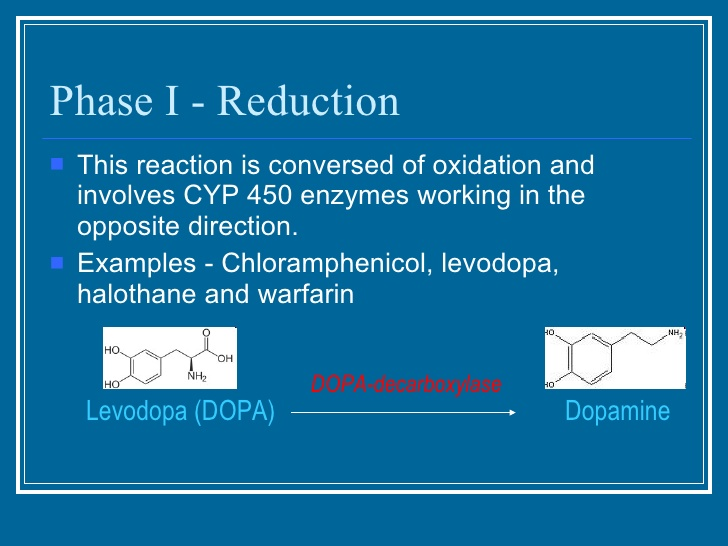 Phase I - Reduction
This reaction is conversed of oxidation and
involves CYP 450 enzymes working in the
opposite direction.
Examples - Chloramphenicol, levodopa,
halothane and warfarin
HO
HO
O
OH
NH2
HO
HO
NH2
DOPA-decarboxylase
Levodopa (DOPA)
Dopamine